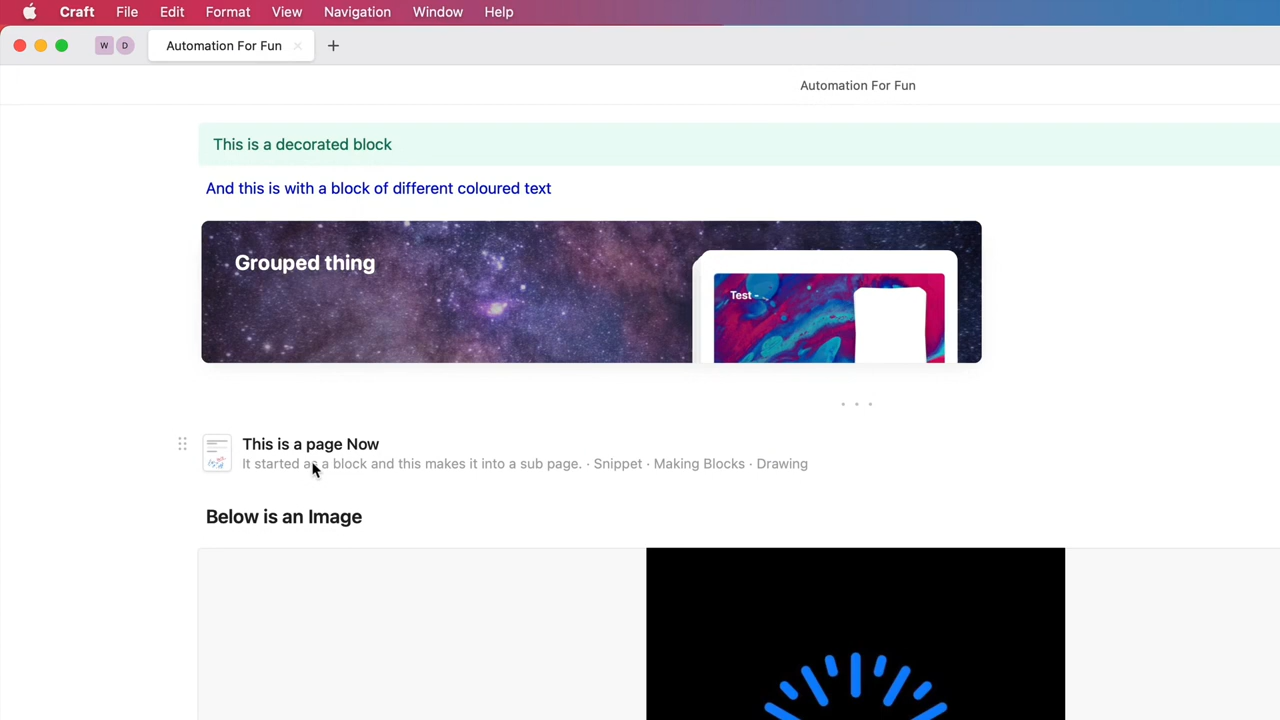 Craft File Edit Format View Navigation Window Help
W D Automation For Fun
Automation For Fun
This is a decorated block
And this is with a block of different coloured text
Grouped thing
Test -
This is a page Now
It started as a block and this makes it into a sub page. · Snippet · Making Blocks · Drawing
Below is an Image